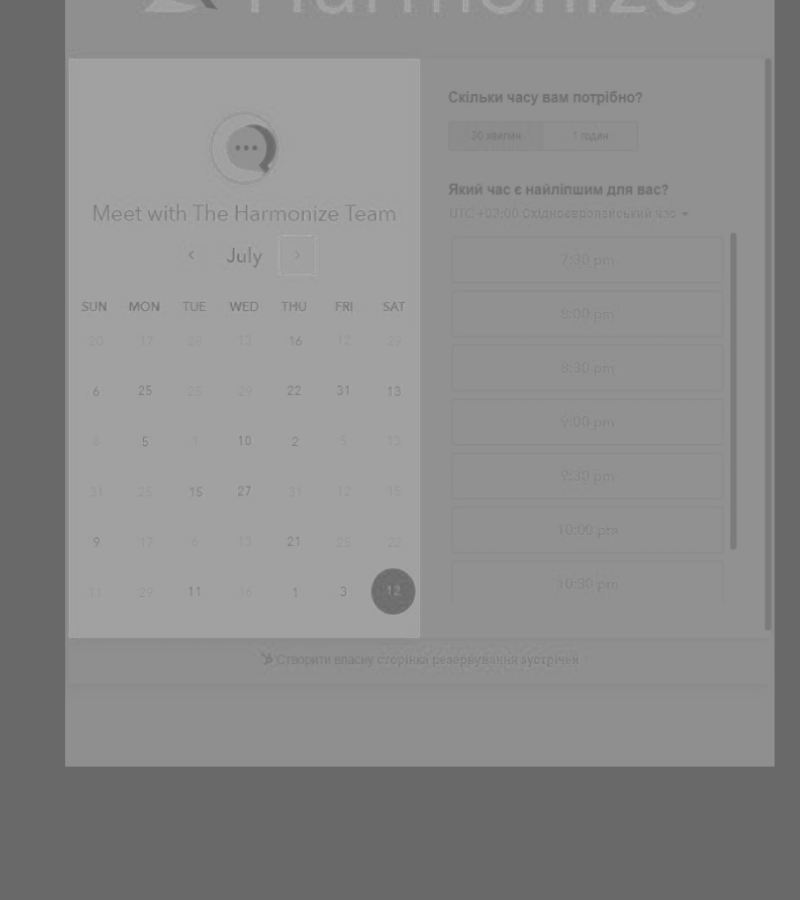 Harmonize
Meet with The Harmonize Team
July
SUN MON TUE WED THU FRI SAT
20 17 28 13 16 12 29
6 25 25 29 22 31 13
5 1 10 2 5 13
31 25 15 27 31 12 15
9 17 6 13 21 25 22
11 29 11 16 1 3 12
Скільки часу вам потрібно?
30 хвилин 1 годин
Який час є найліпшим для вас?
UTC +03:00 Східноєвропейський час
7:30 pm
8:00 pm
8:30 pm
9:00 pm
9:30 pm
10:00 pm
10:30 pm
Створити власну сторінка резервування зустрічей